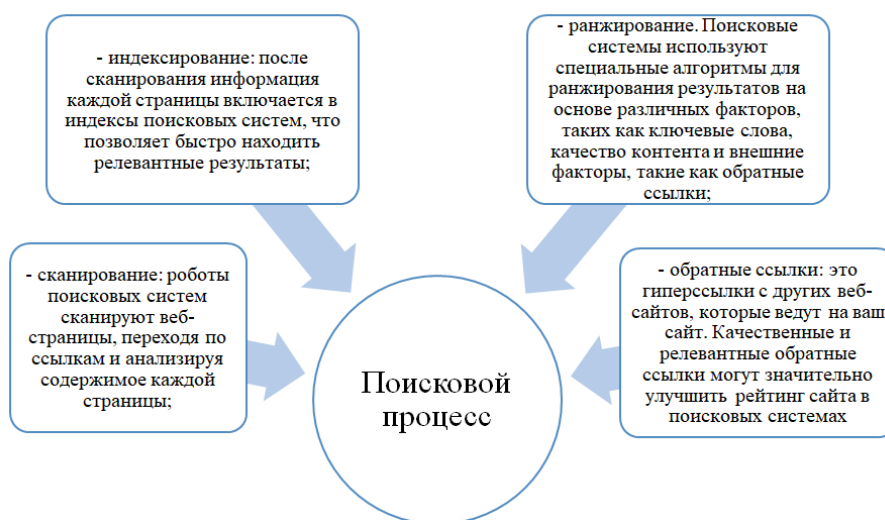 - индексирование: после
сканирования информация
каждой страницы включается в
индексы поисковых систем, что
позволяет быстро находить
релевантные результаты;
- ранжирование. Поисковые
системы используют
специальные алгоритмы для
ранжирования результатов на
основе различных факторов,
таких как ключевые слова,
качество контента и внешние
факторы, такие как обратные
ссылки;
- сканирование: роботы
поисковых систем
сканируют веб-
страницы, переходя по
ссылкам и анализируя
содержимое каждой
страницы;
- обратные ссылки: это
гиперссылки с других веб-
сайтов, которые ведут на ваш
сайт. Качественные и
релевантные обратные
ссылки могут значительно
улучшить рейтинг сайта в
поисковых системах
Поисковой
процесс